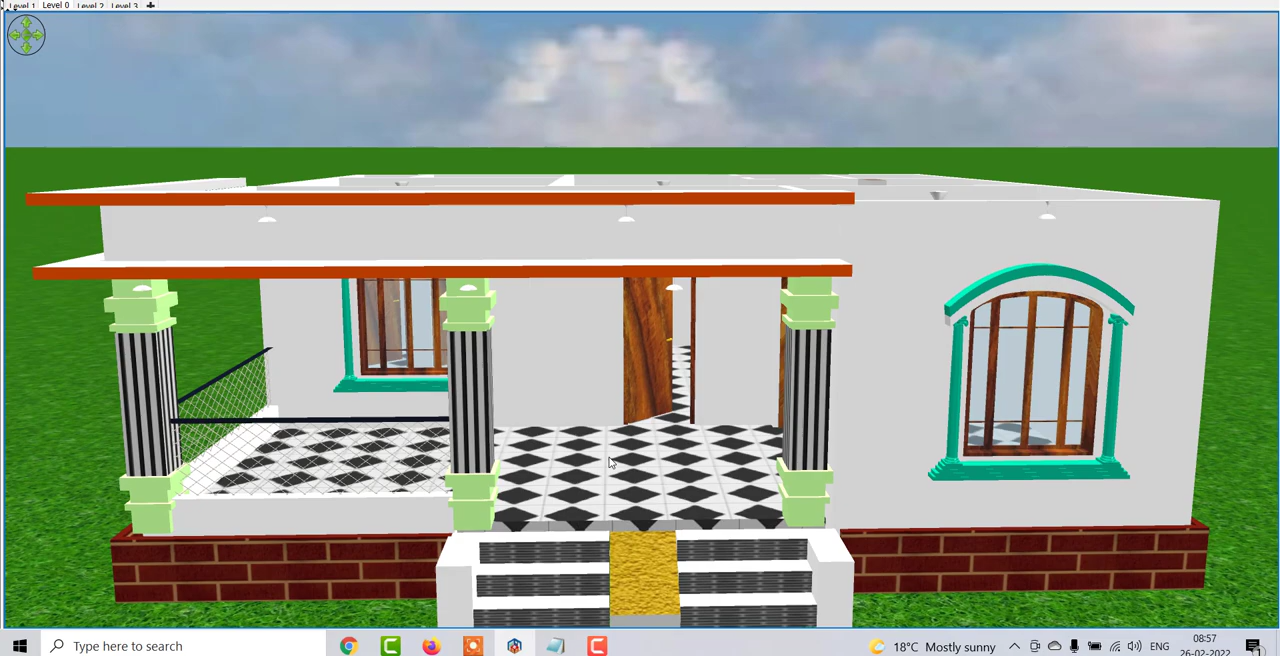 Level 1 Level 0 Level 2 Level 3
Type here to search
18°C Mostly sunny
ENG
08:57
26-02-2022
1